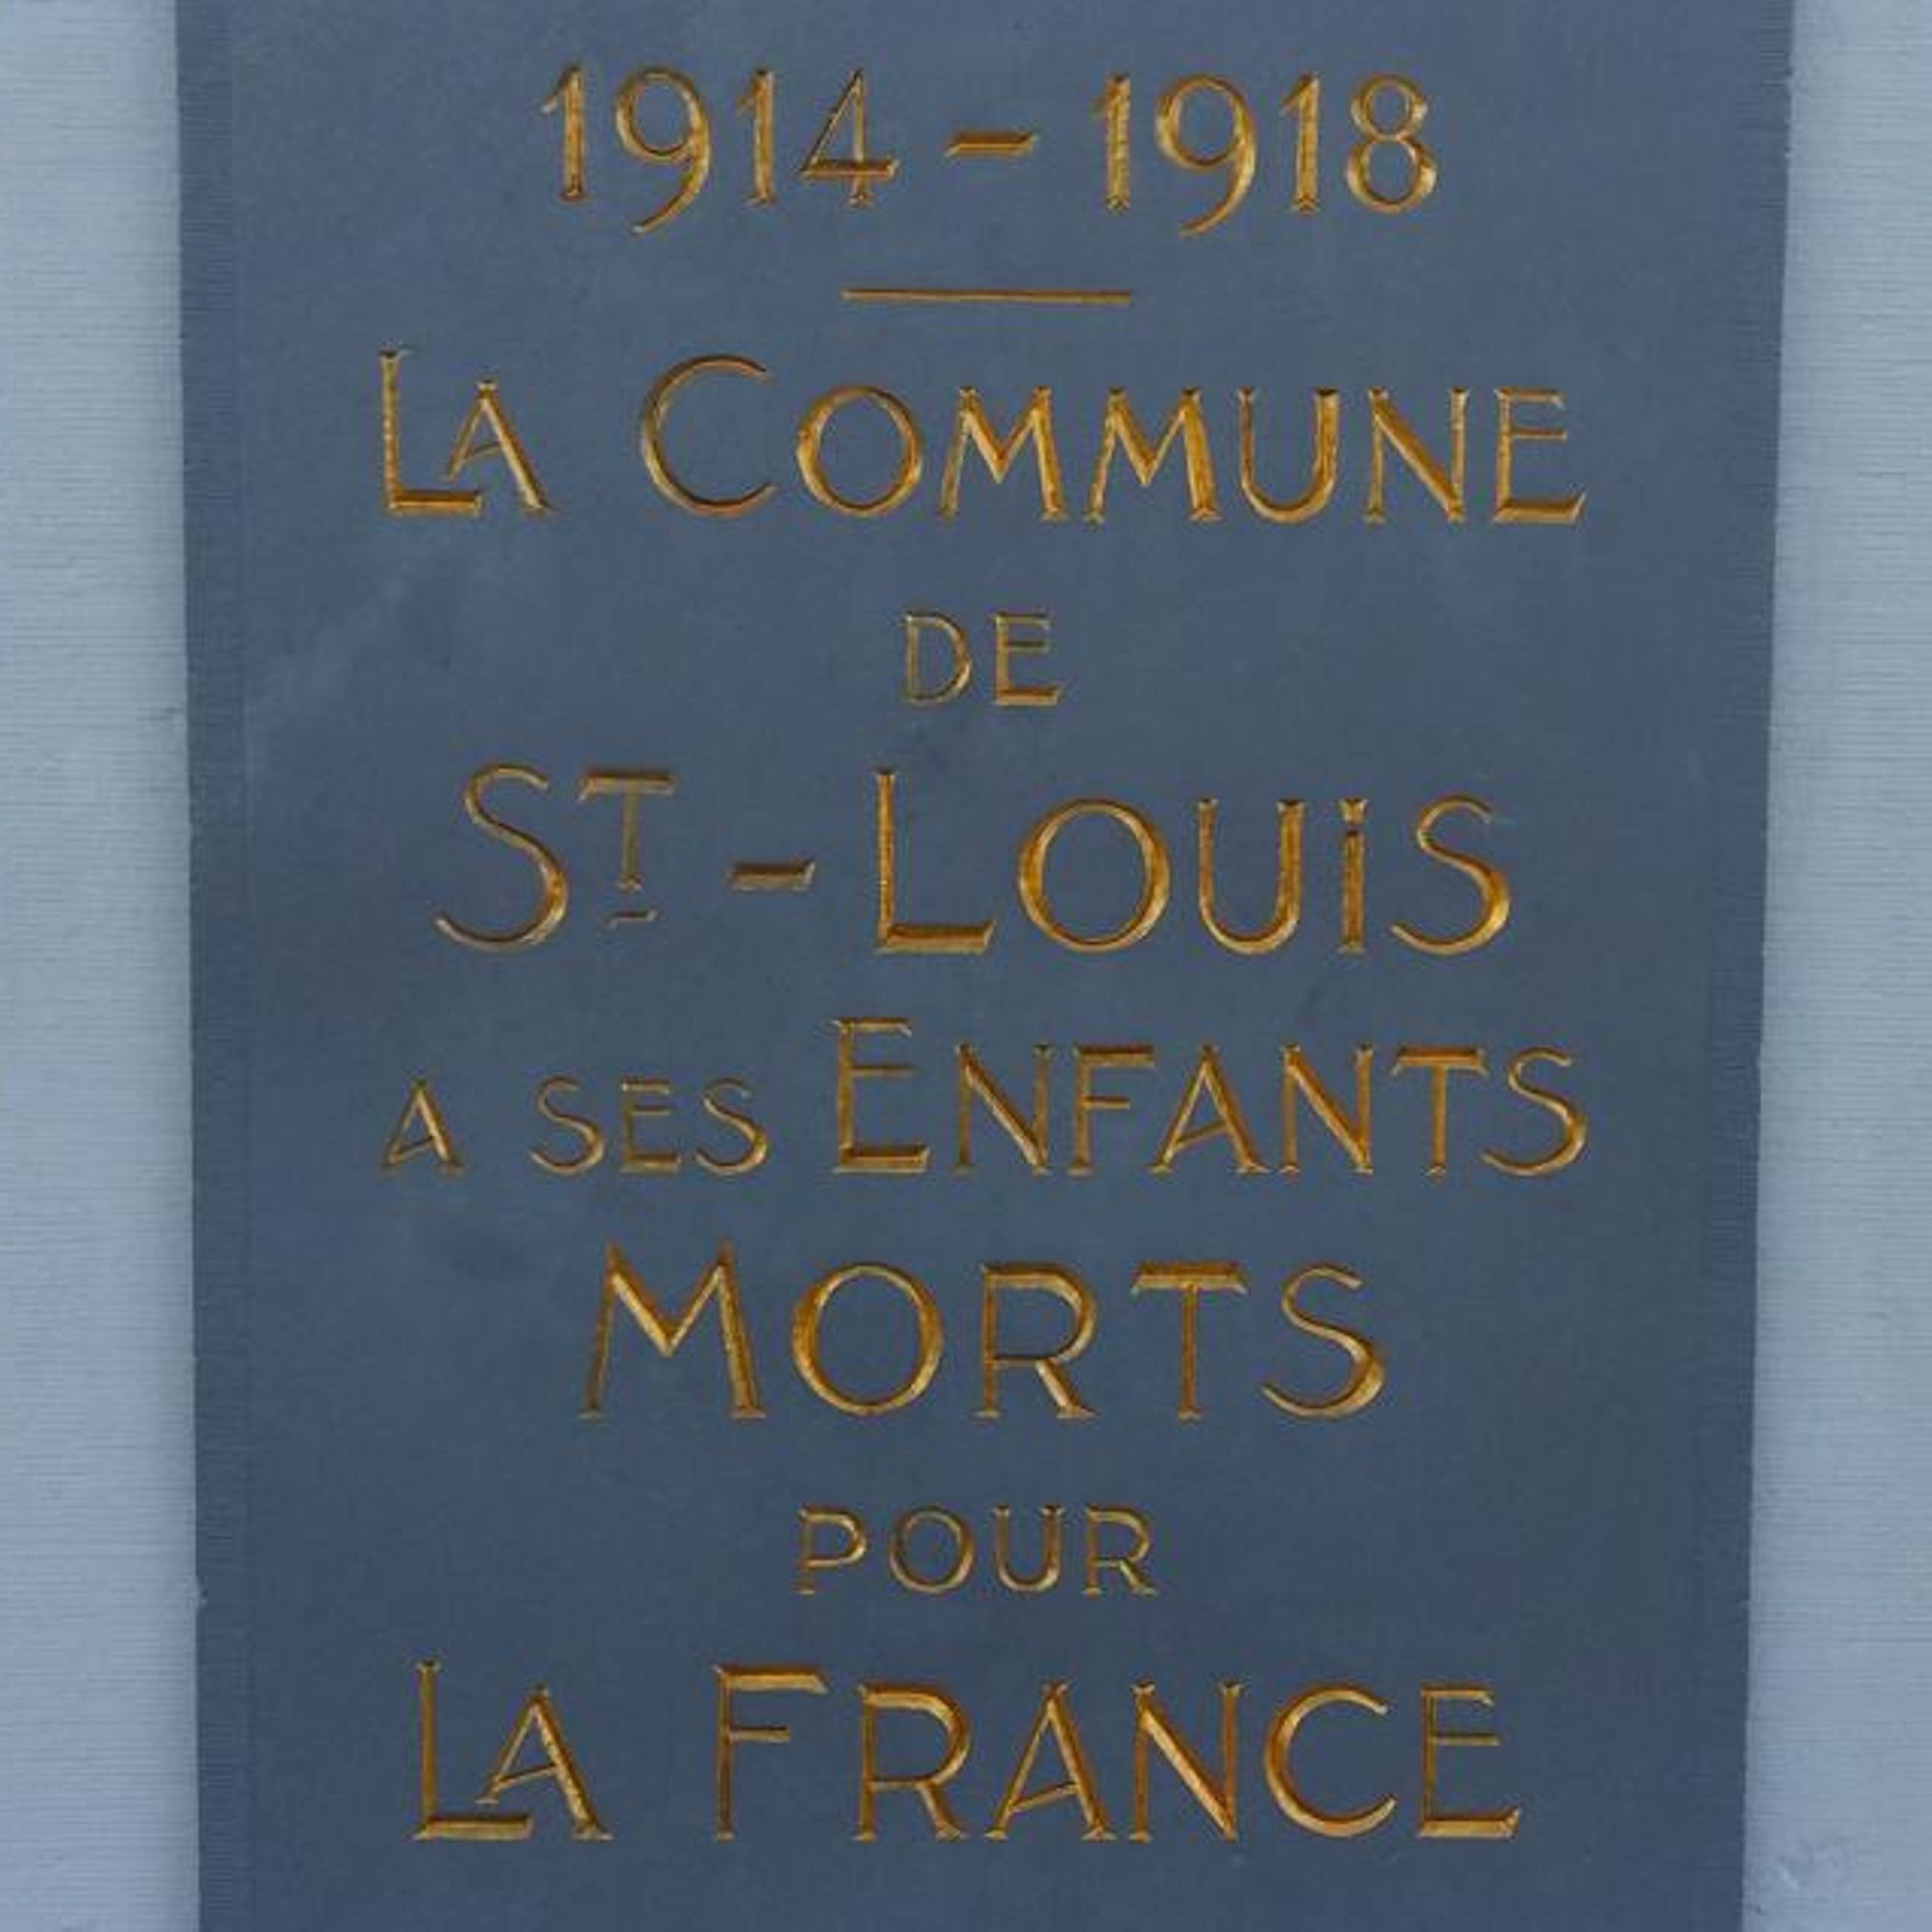 1914 - 1918
LA COMMUNE
DE
ST - LOUIS
A SES ENFANTS
MORTS
POUR
LA FRANCE